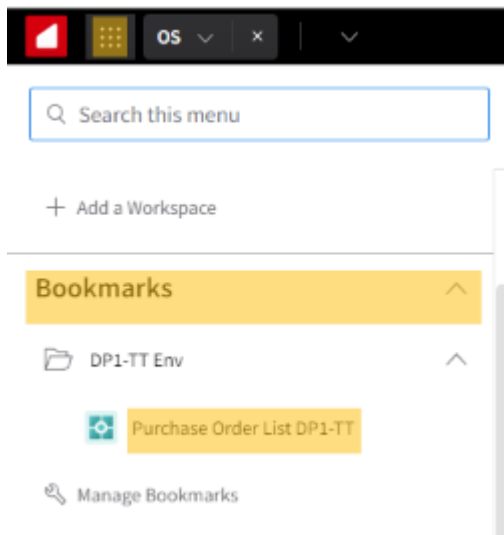 OS
Search this menu
Add a Workspace
Bookmarks
DP1-TT Env
Purchase Order List DP1-TT
Manage Bookmarks